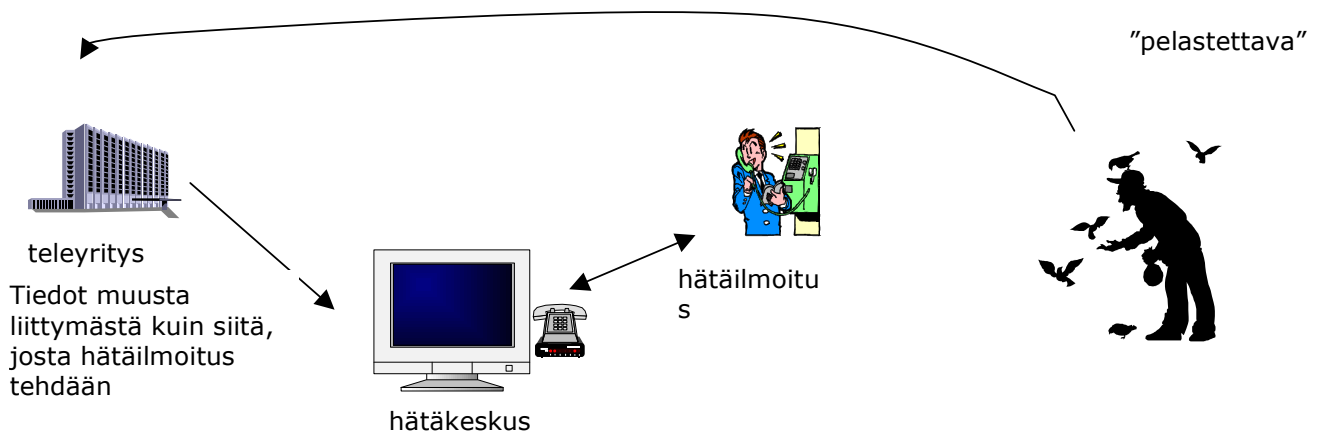 ”pelastettava”
teleyritys
Tiedot muusta
liittymästä kuin siitä,
josta hätäilmoitus
tehdään
hätäilmoitu
s
hätäkeskus